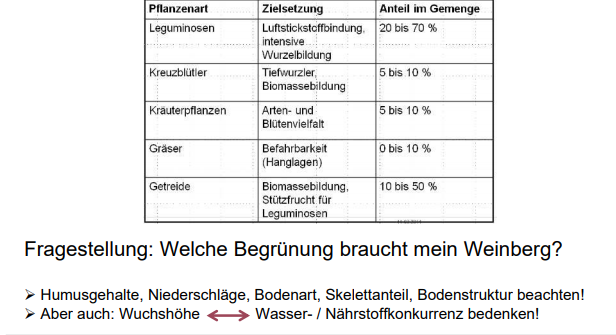 Pflanzenart Zielsetzung Anteil im Gemenge
Leguminosen Luftstickstoffbindung, 20 bis 70 %
intensive
Wurzelbildung
Kreuzblütler Tiefwurzler, 5 bis 10 %
Biomassebildung
Kräuterpflanzen Arten- und 5 bis 10 %
Blütenvielfalt
Gräser Befahrbarkeit 0 bis 10 %
(Hanglagen)
Getreide Biomassebildung, 10 bis 50 %
Stützfrucht für
Leguminosen
Fragestellung: Welche Begrünung braucht mein Weinberg?
➢ Humusgehalte, Niederschläge, Bodenart, Skelettanteil, Bodenstruktur beachten!
➢ Aber auch: Wuchshöhe ⟷ Wasser- / Nährstoffkonkurrenz bedenken!